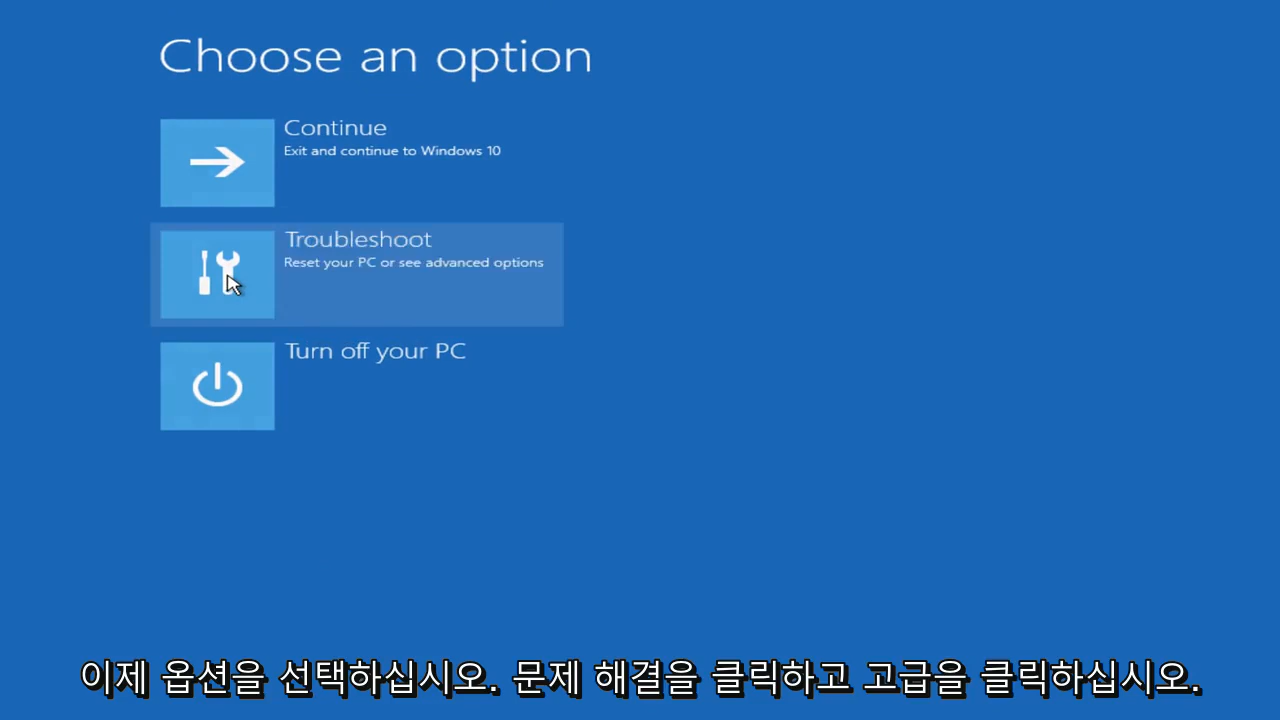 Choose an option
Continue
Exit and continue to Windows 10
Troubleshoot
Reset your PC or see advanced options
Turn off your PC
이제 옵션을 선택하십시오. 문제 해결을 클릭하고 고급을 클릭하십시오.